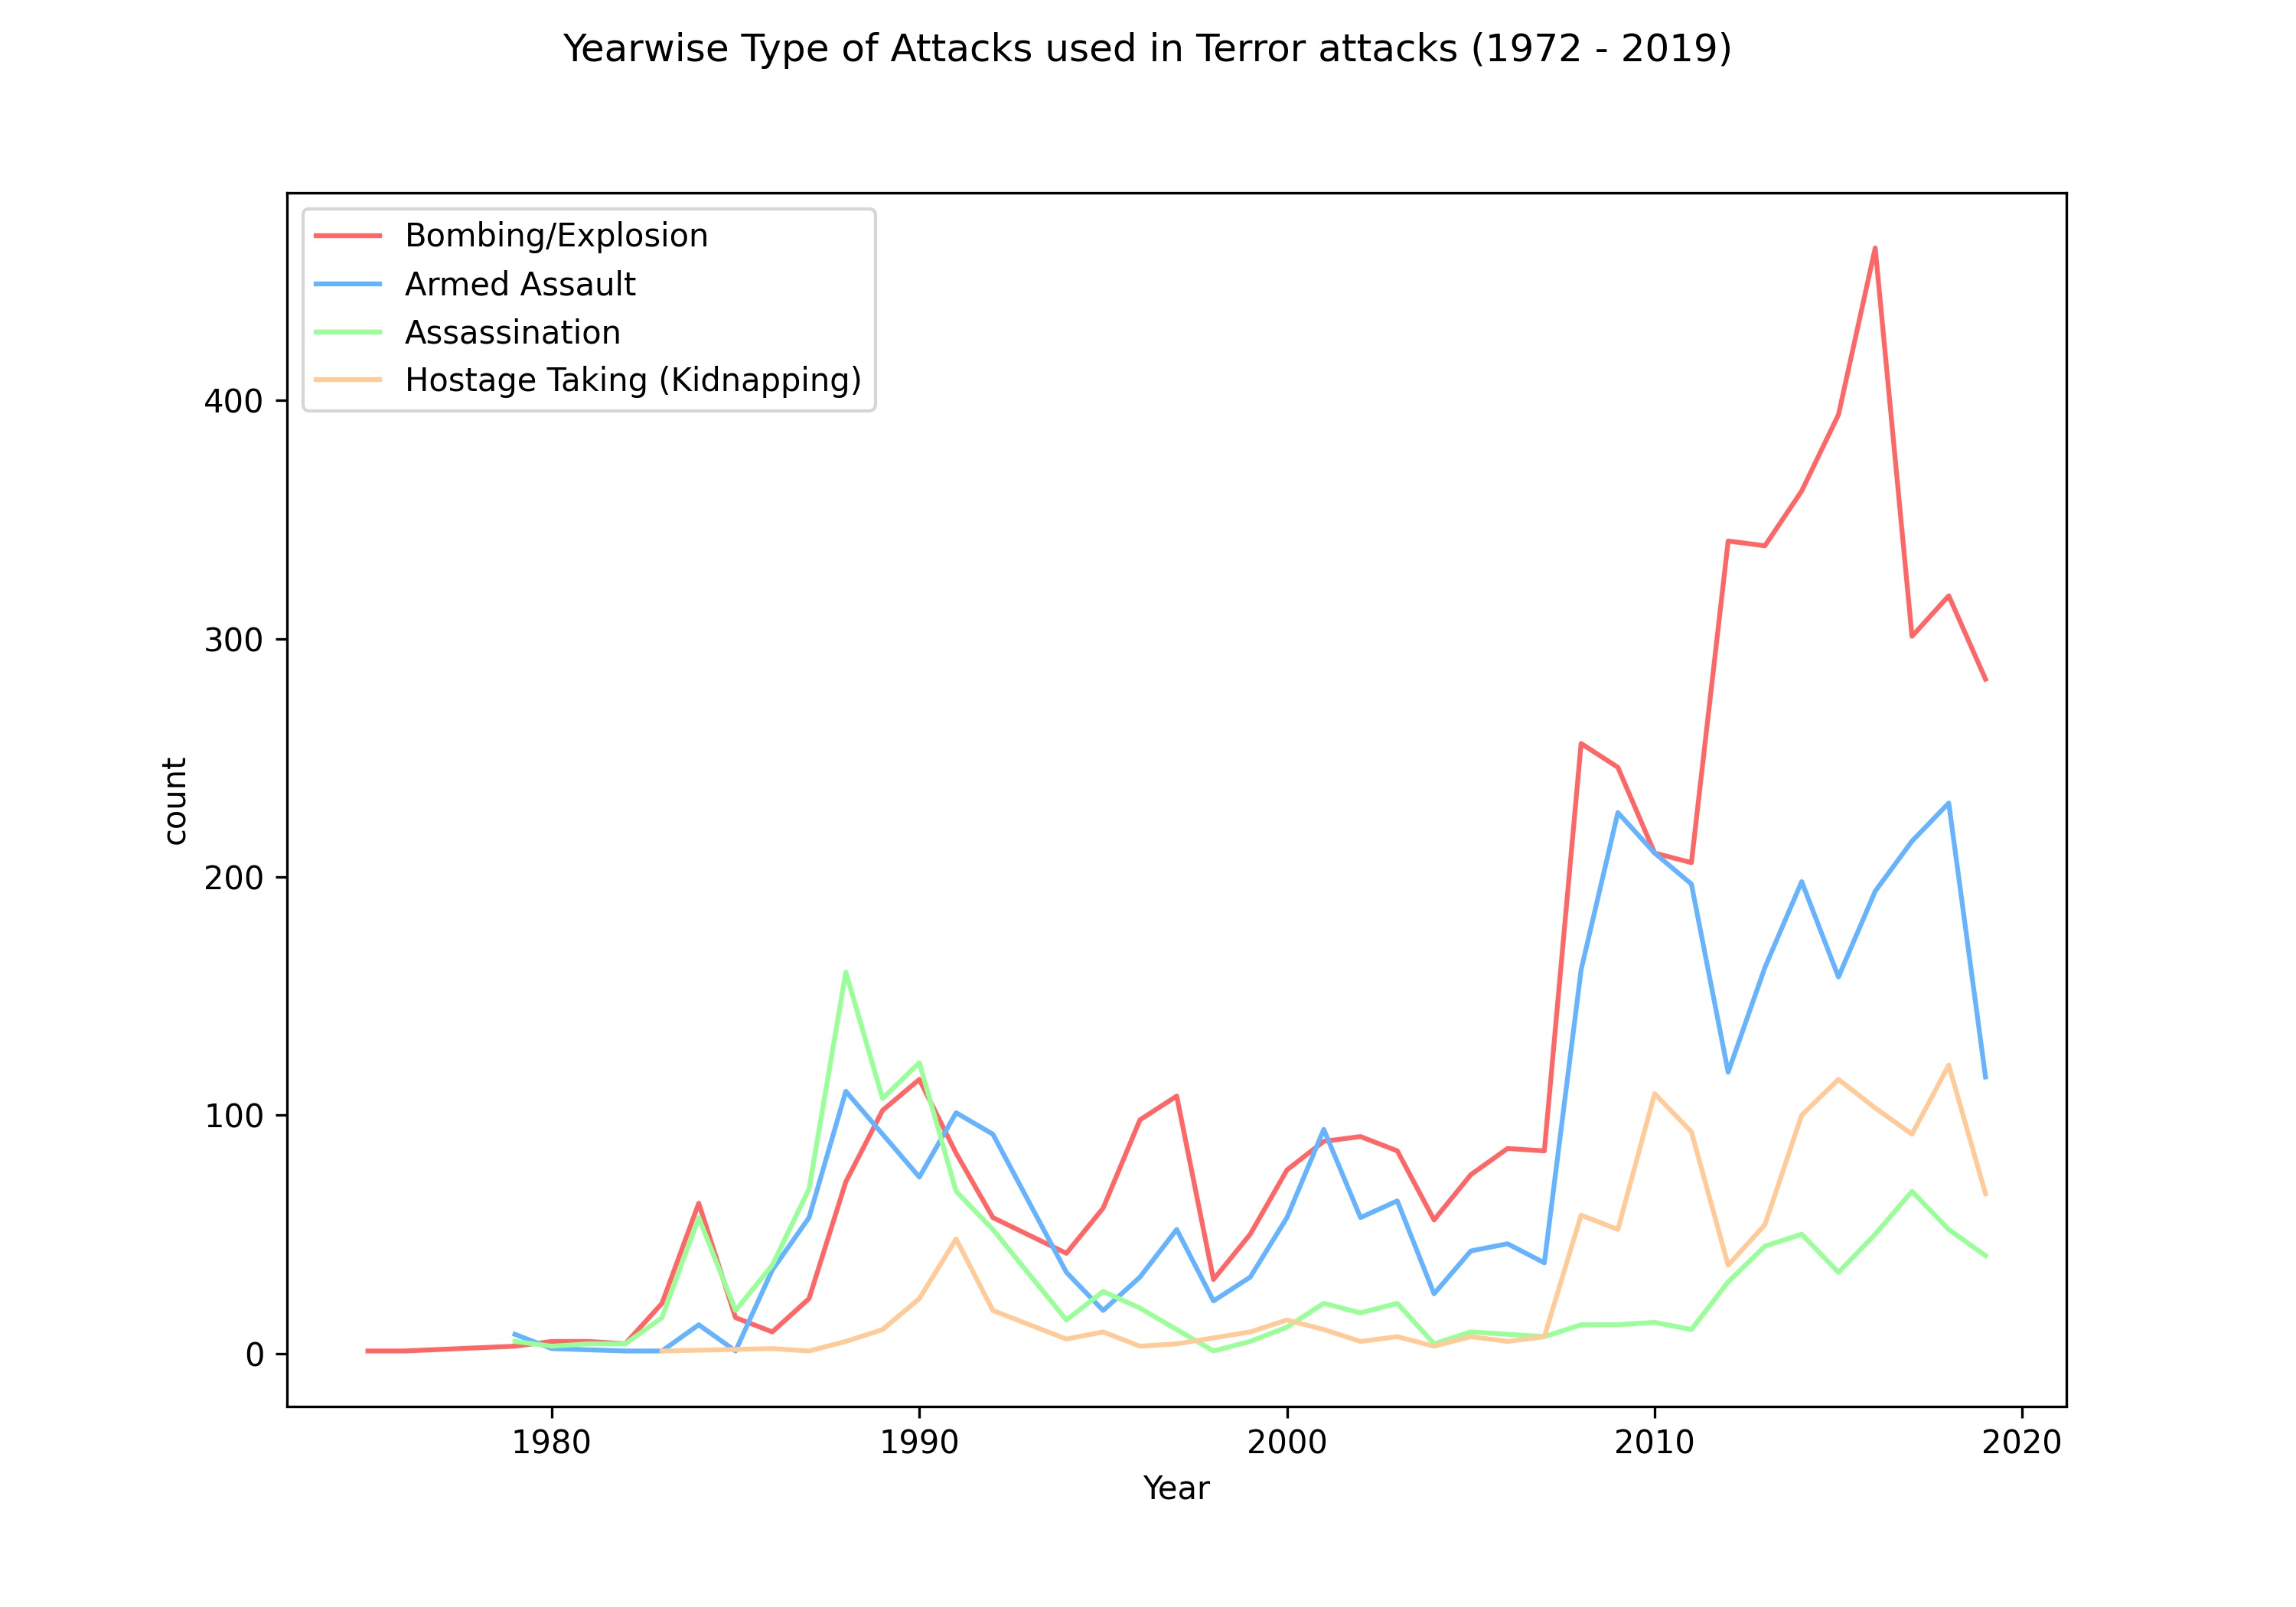 Yearwise Type of Attacks used in Terror attacks (1972 - 2019)
Bombing/Explosion
Armed Assault
Assassination
Hostage Taking (Kidnapping)
400
300
200
100
0
count
1980 1990 2000 2010 2020
Year